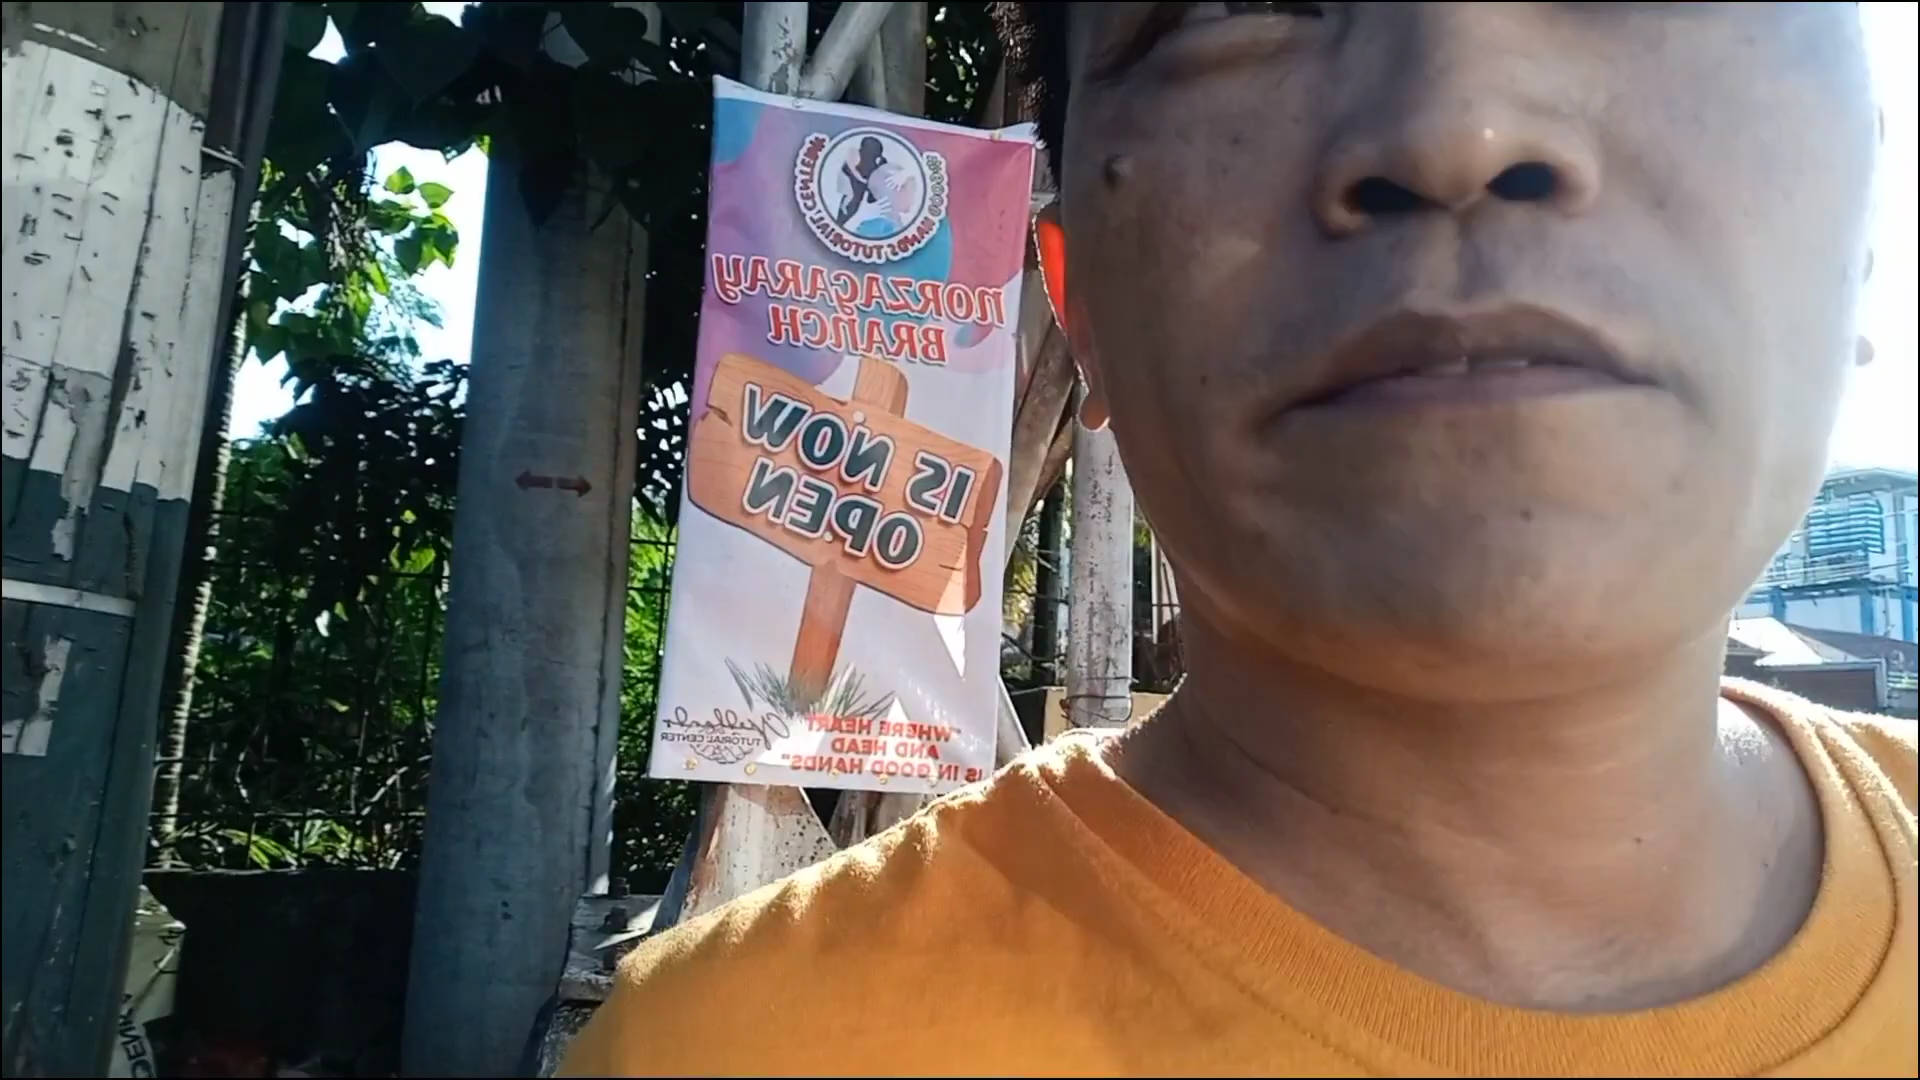 N GOOD HANDS TUTORIAL CENTER
NORZAGARAY
BRANCH
IS NOW
OPEN
"WHERE HEART
AND HEAD
IS IN GOOD HANDS"
TUTORIAL CENTER